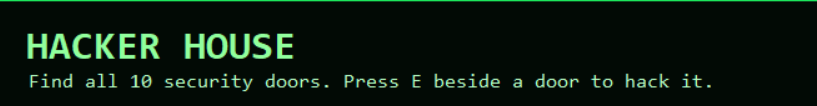 HACKER HOUSE
Find all 10 security doors. Press E beside a door to hack it.